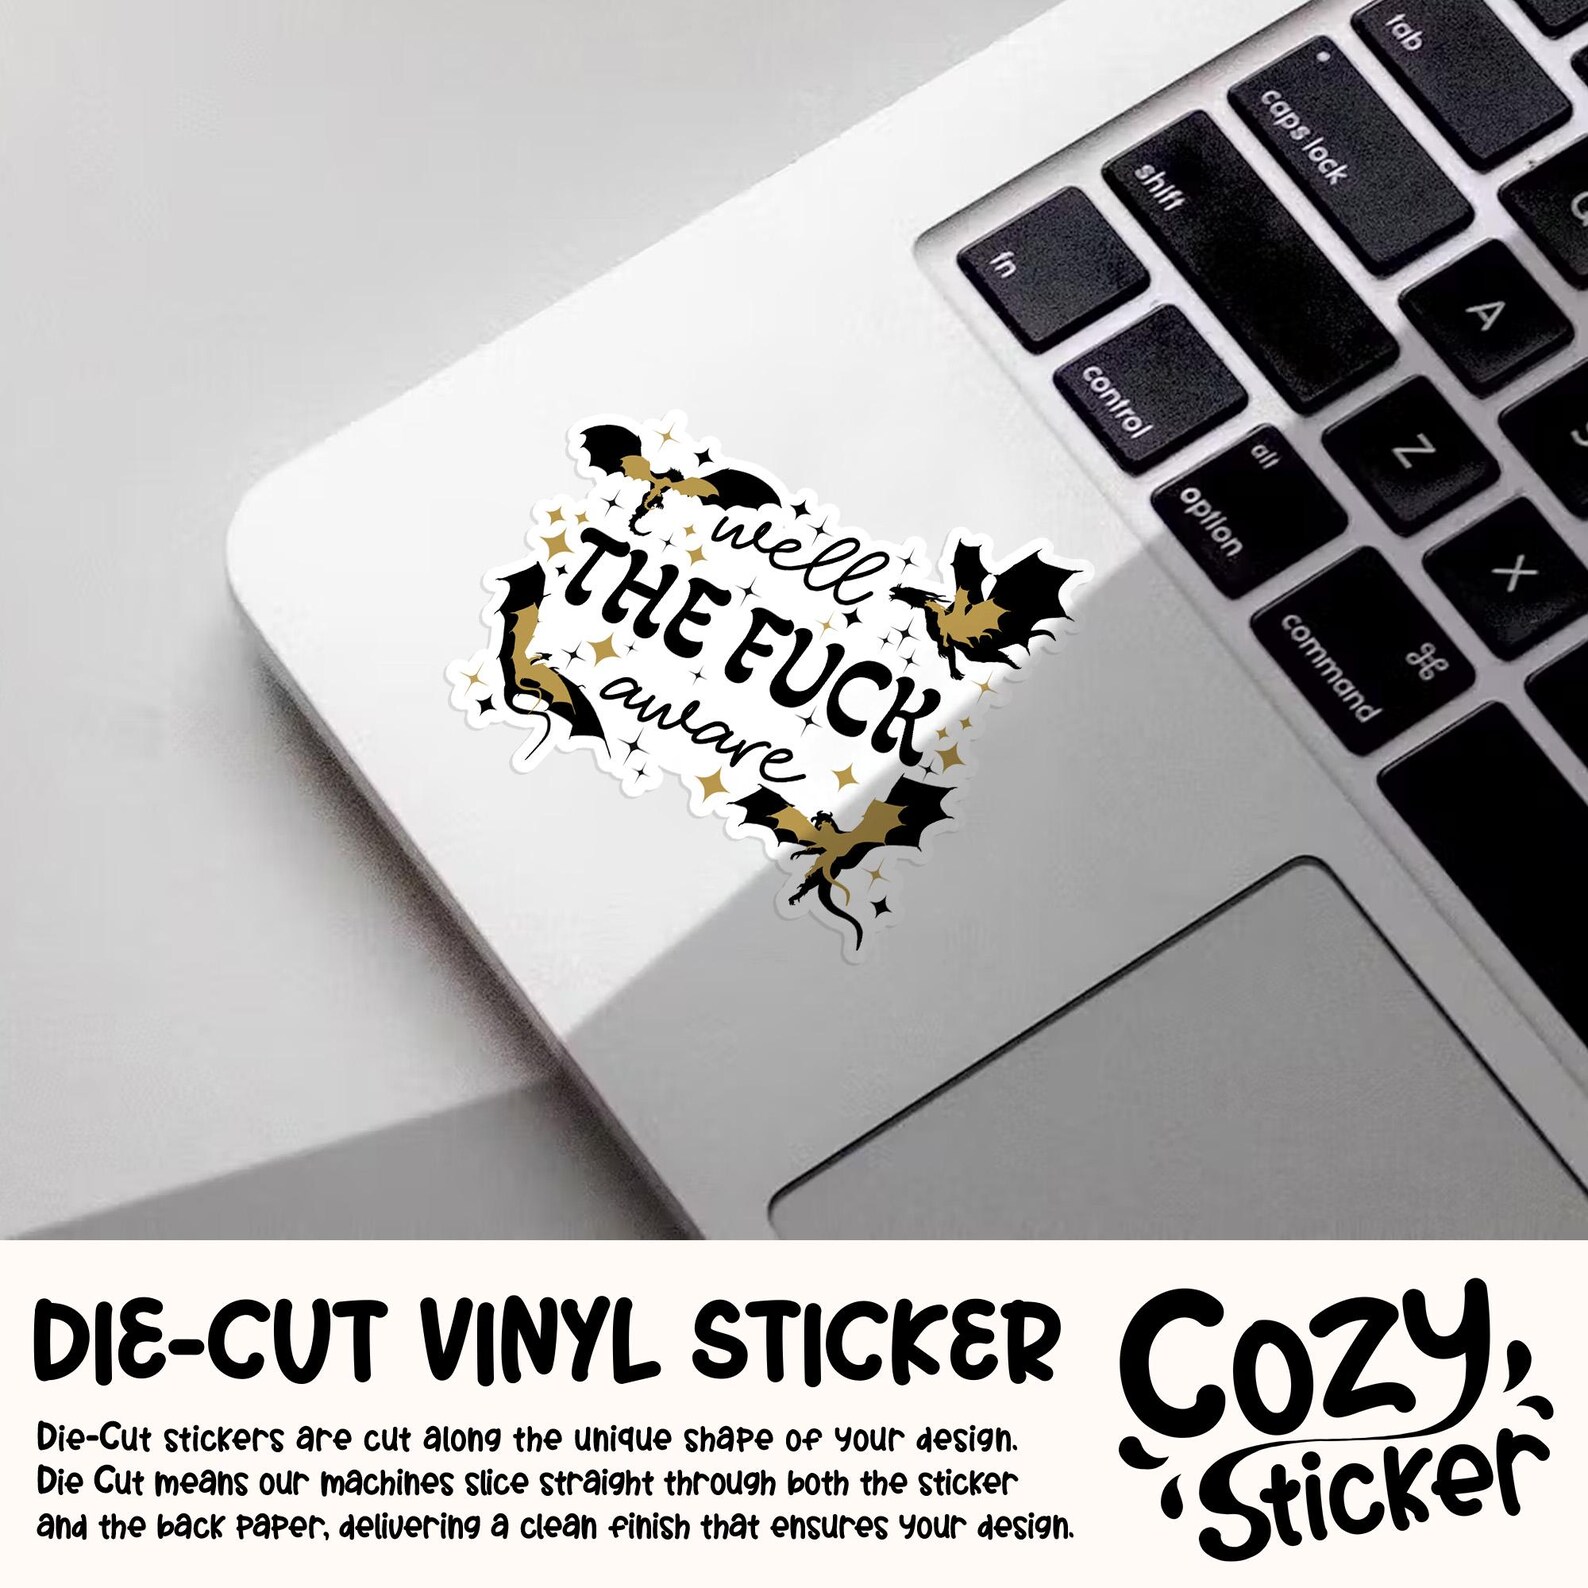 tab
caps lock
shift
fn
A
control
Z
alt
option
X
command ⌘
well
THE FUCK
aware
DIE-CUT VINYL STICKER
Die-Cut stickers are cut along the unique shape of your design.
Die Cut means our machines slice straight through both the sticker
and the back paper, delivering a clean finish that ensures your design.
Cozy
Sticker